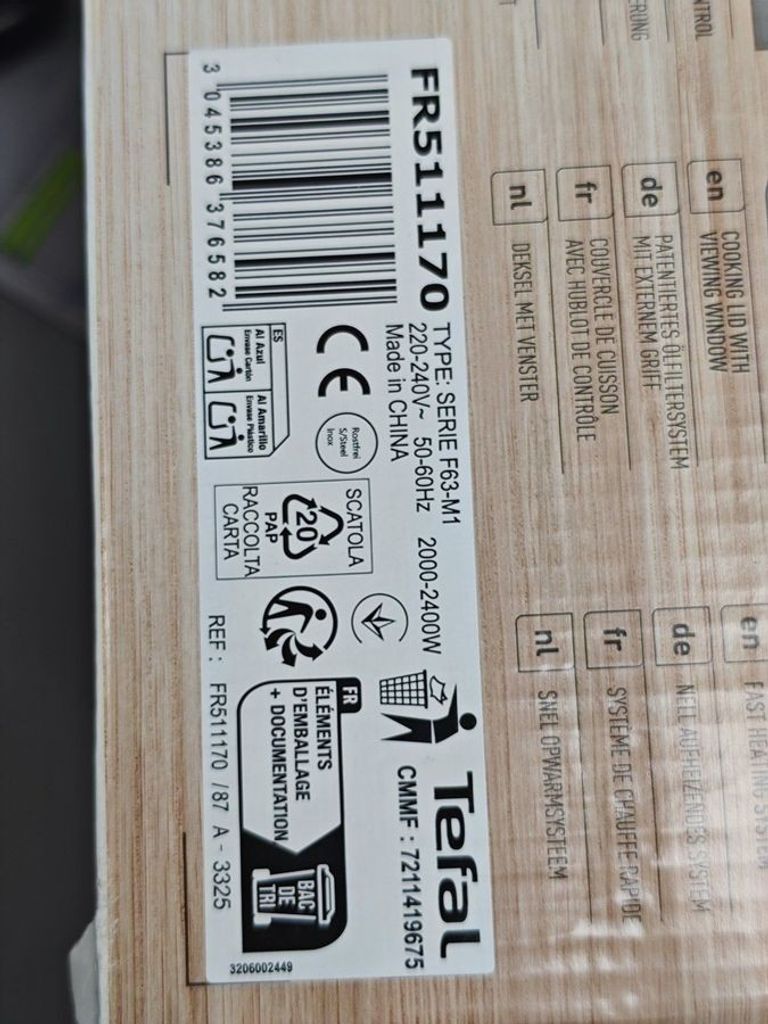 NTROL
en
COOKING LID WITH
VIEWING WINDOW
de
PATENTIERTES ÖLFILTERSYSTEM
MIT EXTERNEM GRIFF
fr
COUVERCLE DE CUISSON
AVEC HUBLOT DE CONTRÔLE
nl
DEKSEL MET VENSTER
en
FAST HEATING SYSTEM
de
fr
SYSTÈME DE CHAUFFE RAPIDE
nl
SNEL OPWARMSYSTEEM
FR511170
TYPE: SERIE F63-M1
220-240V~ 50-60Hz 2000-2400W
Made in CHINA
Tefal
CMMF : 7211419675
3 045386 376582
CE
Rostfrei
S/Steel
Inox
ES
Al Azul
Envase Cartón
Al Amarillo
Envase Plástico
SCATOLA
20
PAP
RACCOLTA
CARTA
FR
ÉLÉMENTS
D'EMBALLAGE
+ DOCUMENTATION
BAC
DE
TRI
REF : FR511170 /87 A - 3325
3206002449